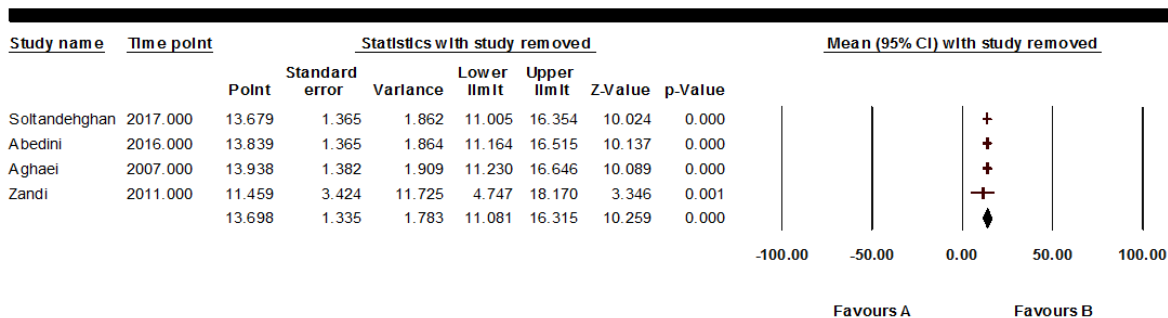 Study name Time point Statistics with study removed Mean (95% CI) with study removed
Standard Lower Upper
Point error Variance limit limit Z-Value p-Value
Soltandehghan 2017.000 13.679 1.365 1.862 11.005 16.354 10.024 0.000
Abedini 2016.000 13.839 1.365 1.864 11.164 16.515 10.137 0.000
Aghaei 2007.000 13.938 1.382 1.909 11.230 16.646 10.089 0.000
Zandi 2011.000 11.459 3.424 11.725 4.747 18.170 3.346 0.001
13.698 1.335 1.783 11.081 16.315 10.259 0.000
-100.00 -50.00 0.00 50.00 100.00
Favours A Favours B